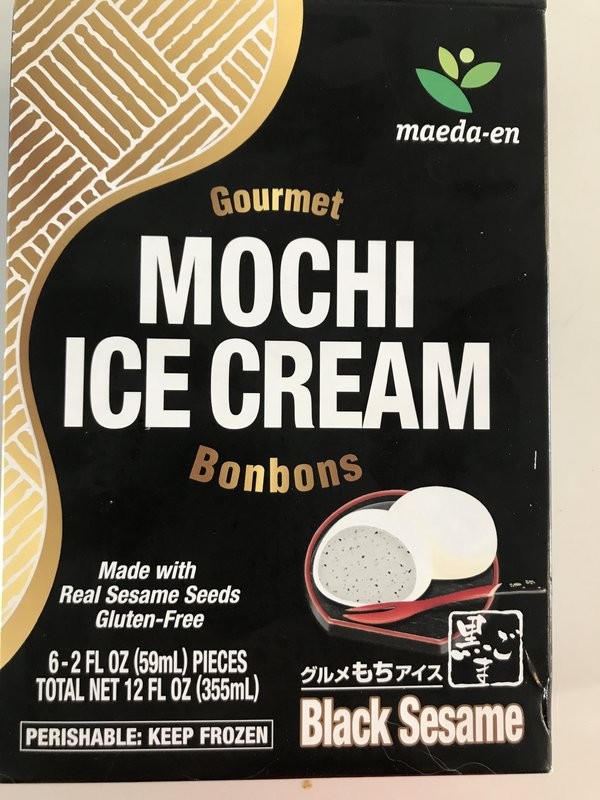 maeda-en
Gourmet
MOCHI
ICE CREAM
Bonbons
Made with
Real Sesame Seeds
Gluten-Free
6 - 2 FL OZ (59mL) PIECES
TOTAL NET 12 FL OZ (355mL)
PERISHABLE: KEEP FROZEN
黒ごま
グルメもちアイス
Black Sesame